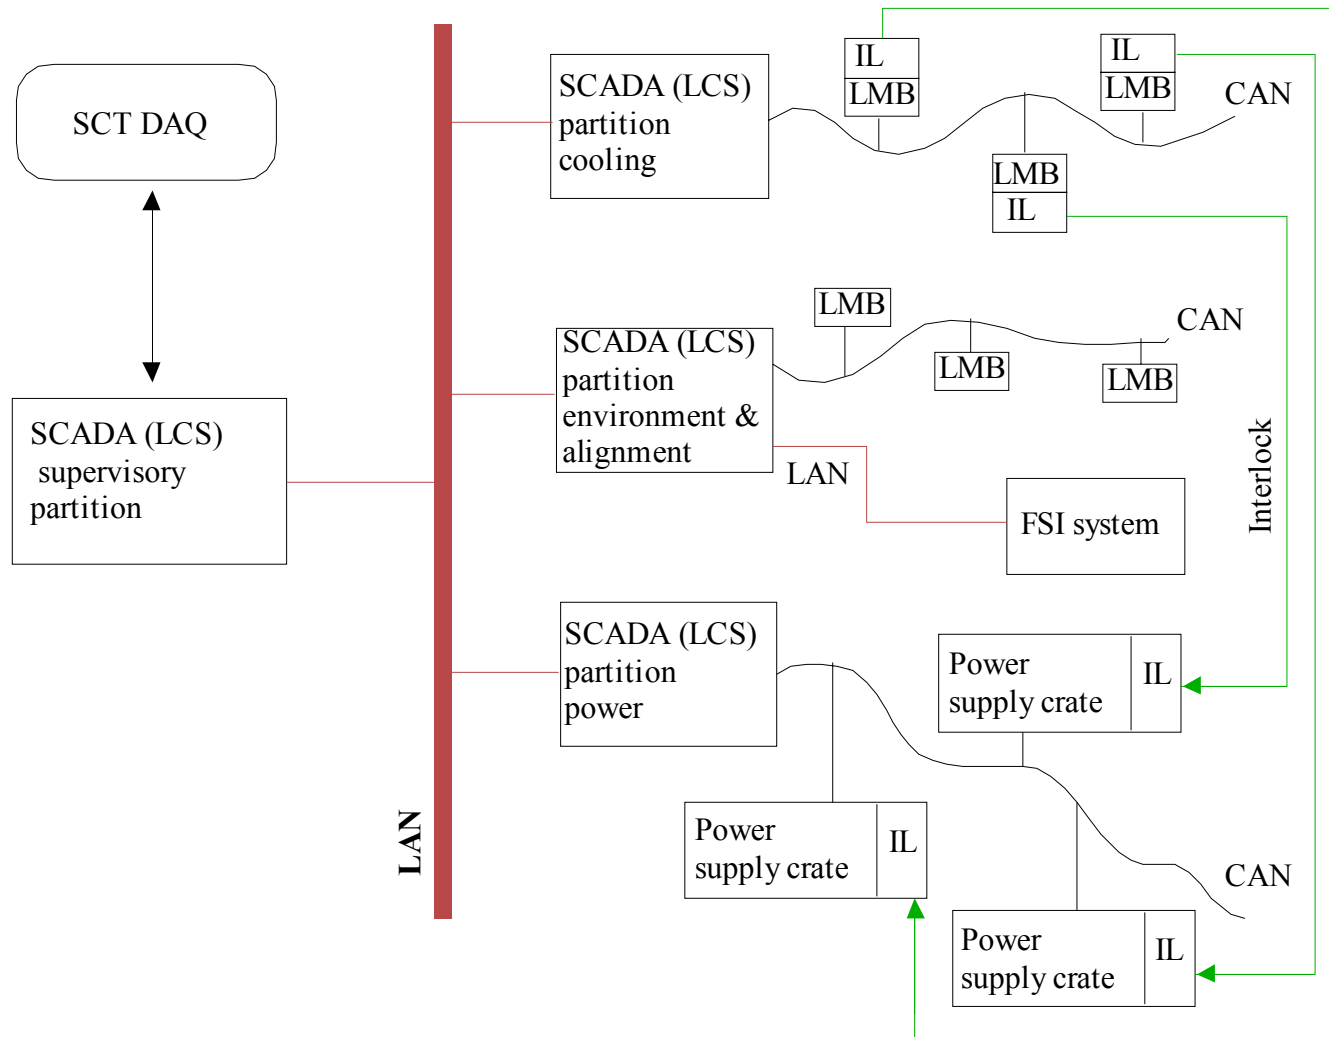 SCT DAQ
SCADA (LCS)
supervisory
partition
LAN
SCADA (LCS)
partition
cooling
IL
LMB
LMB
IL
IL
LMB
CAN
SCADA (LCS)
partition
environment &
alignment
LMB
LMB
LMB
CAN
LAN
FSI system
Interlock
SCADA (LCS)
partition
power
Power
supply crate
IL
Power
supply crate
IL
Power
supply crate
IL
CAN